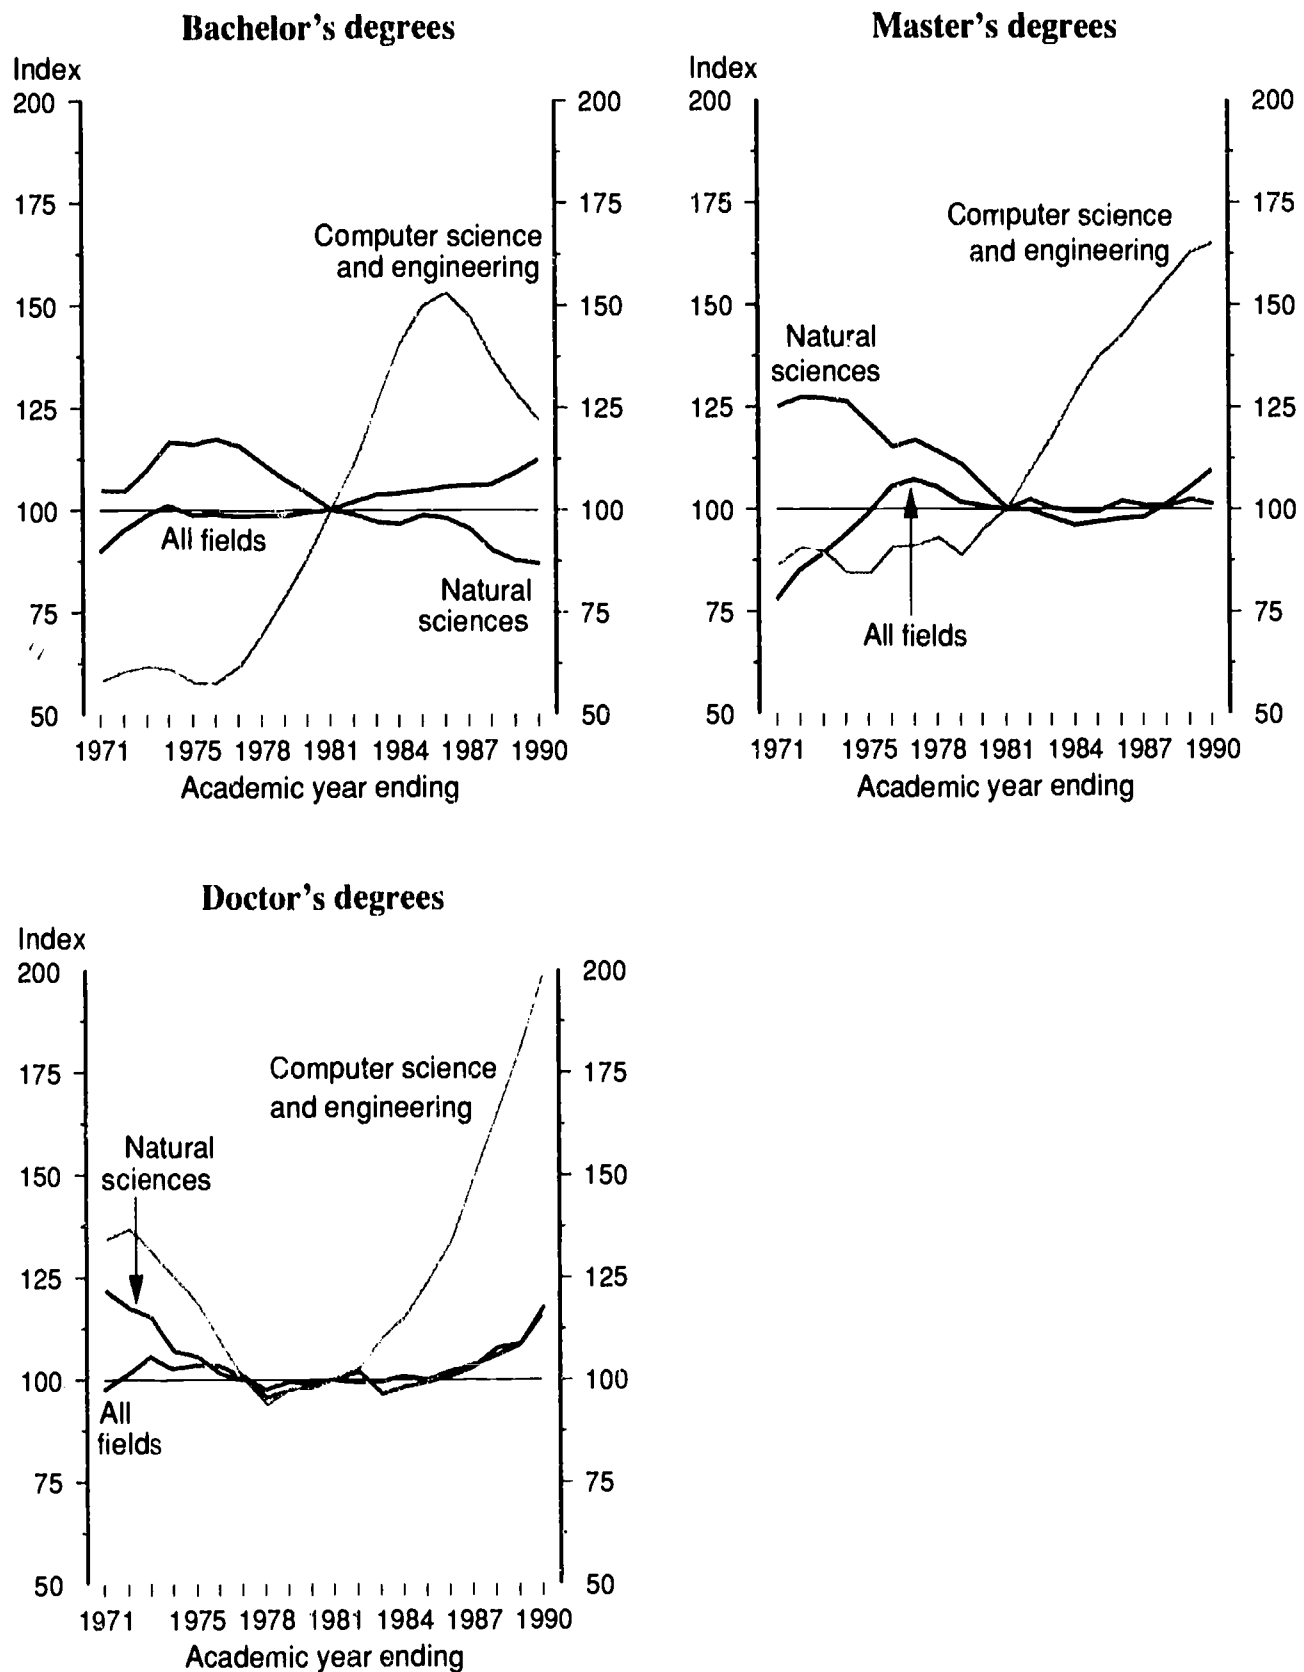 Bachelor's degrees
Index
200
175
150
125
100
75
50
200
175
150
125
100
75
50
Computer science
and engineering
All fields
Natural
sciences
1971 1975 1978 1981 1984 1987 1990
Academic year ending
Master's degrees
Index
200
175
150
125
100
75
50
200
175
150
125
100
75
50
Computer science
and engineering
Natural
sciences
All fields
1971 1975 1978 1981 1984 1987 1990
Academic year ending
Doctor's degrees
Index
200
175
150
125
100
75
50
200
175
150
125
100
75
50
Computer science
and engineering
Natural
sciences
All
fields
1971 1975 1978 1981 1984 1987 1990
Academic year ending